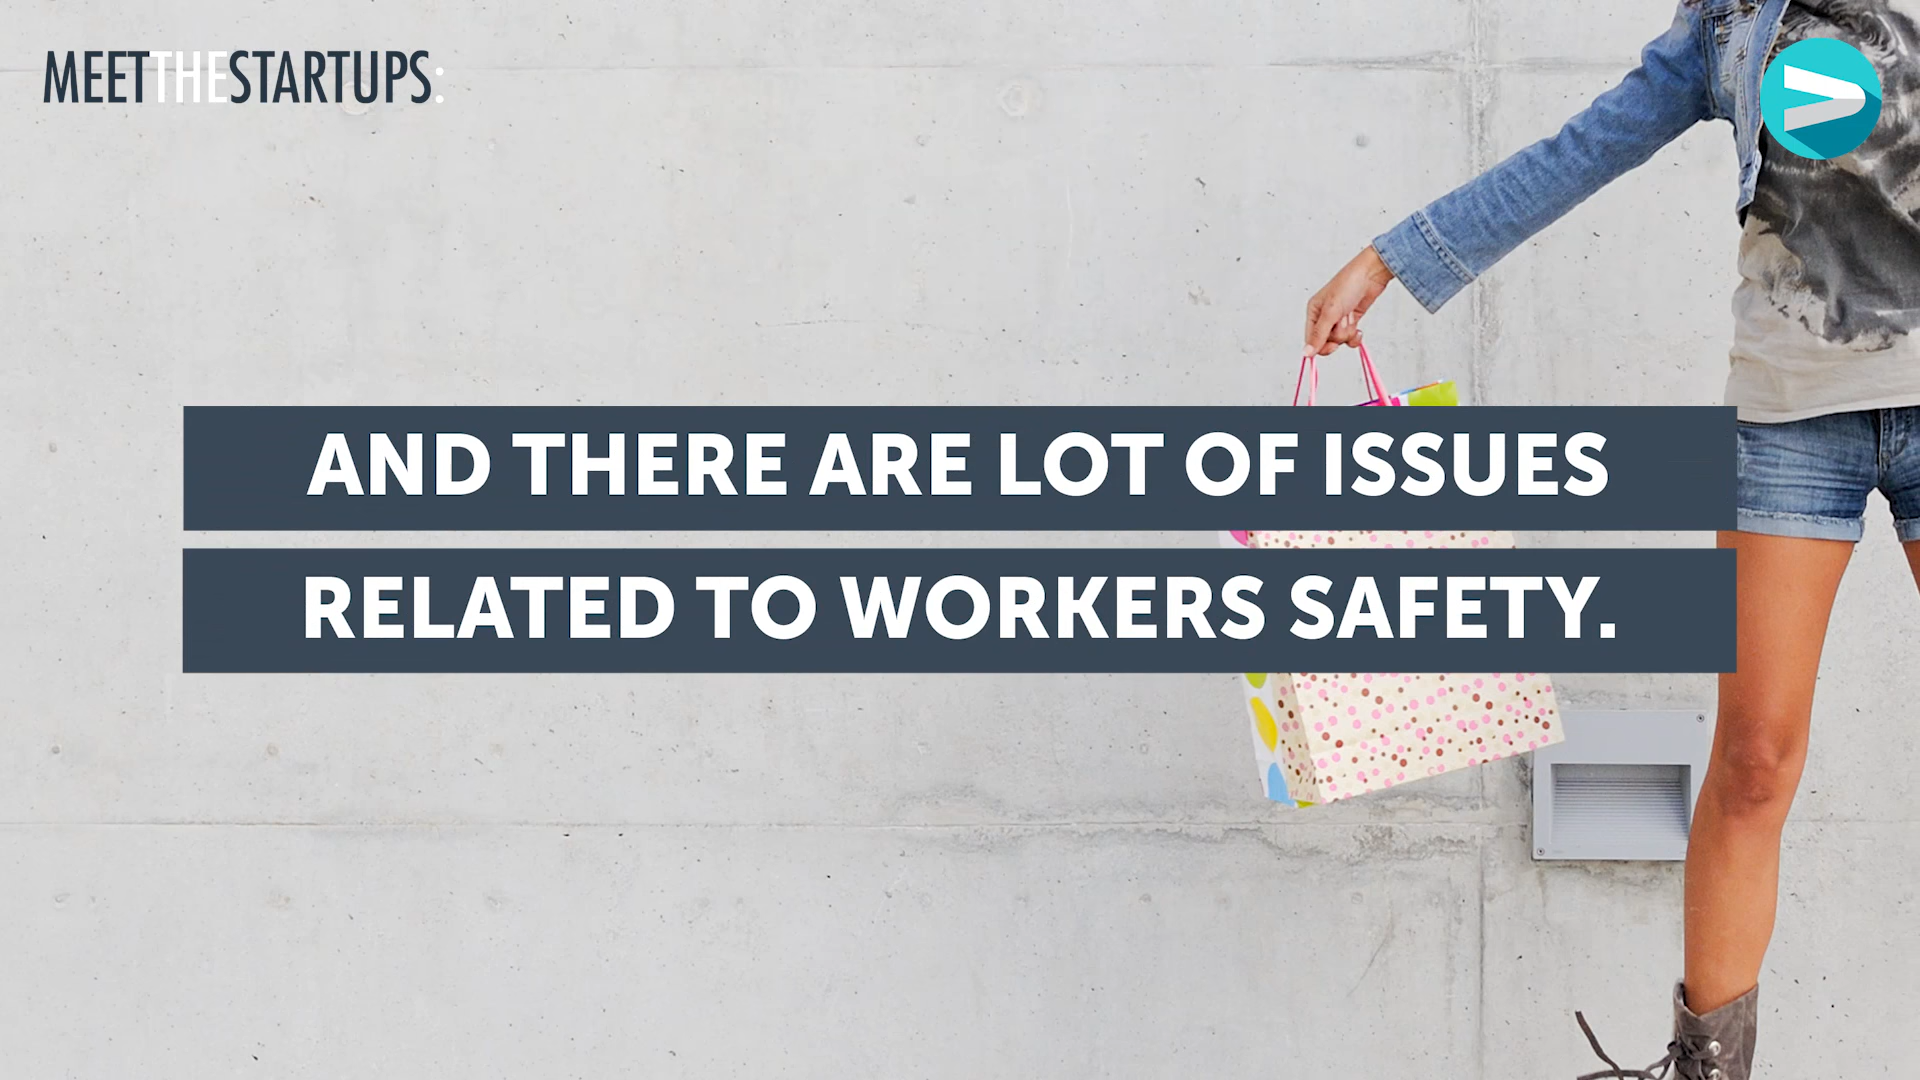 MEETTHESTARTUPS:
AND THERE ARE LOT OF ISSUES
RELATED TO WORKERS SAFETY.